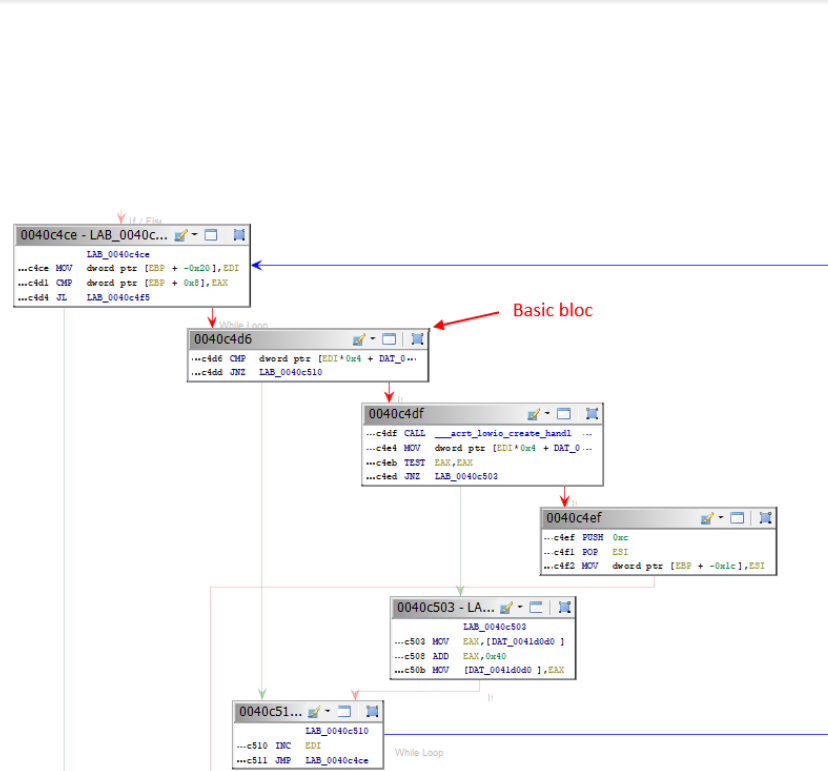 If / Else
0040c4ce - LAB_0040c...
LAB_0040c4ce
...c4ce MOV dword ptr [EBP + -0x20],EDI
...c4d1 CMP dword ptr [EBP + 0x8],EAX
...c4d4 JL LAB_0040c4f5
While Loop
Basic bloc
0040c4d6
...c4d6 CMP dword ptr [EDI*0x4 + DAT_0...
...c4dd JNZ LAB_0040c510
If
0040c4df
...c4df CALL ___acrt_lowio_create_handl ...
...c4e4 MOV dword ptr [EDI*0x4 + DAT_0...
...c4eb TEST EAX,EAX
...c4ed JNZ LAB_0040c503
If
0040c4ef
...c4ef PUSH 0xc
...c4f1 POP ESI
...c4f2 MOV dword ptr [EBP + -0x1c],ESI
0040c503 - LA...
LAB_0040c503
...c503 MOV EAX,[DAT_0041d0d0 ]
...c508 ADD EAX,0x40
...c50b MOV [DAT_0041d0d0 ],EAX
If
0040c51...
LAB_0040c510
...c510 INC EDI
...c511 JMP LAB_0040c4ce
While Loop